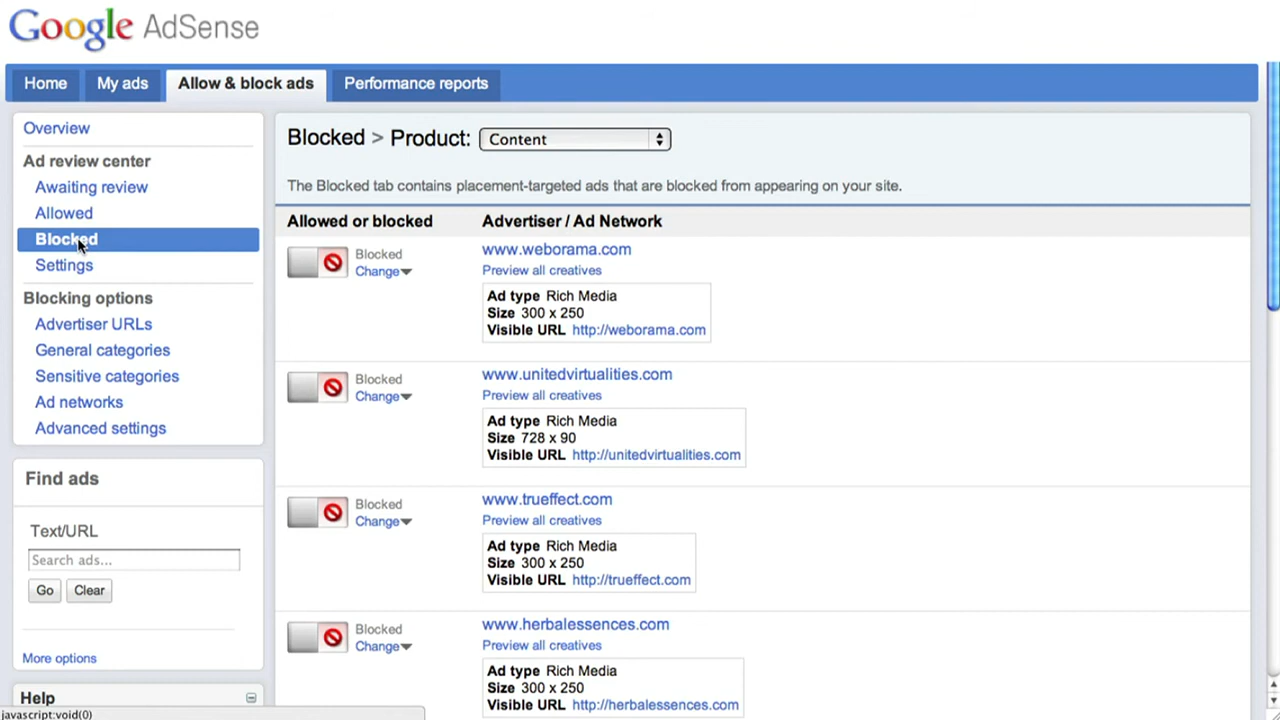 Google AdSense
Home
My ads
Allow & block ads
Performance reports
Overview
Ad review center
Awaiting review
Allowed
Blocked
Settings
Blocking options
Advertiser URLs
General categories
Sensitive categories
Ad networks
Advanced settings
Find ads
Text/URL
Search ads...
Go Clear
More options
Help
javascript:void(0)
Blocked > Product: Content
The Blocked tab contains placement-targeted ads that are blocked from appearing on your site.
Allowed or blocked
Advertiser / Ad Network
Blocked
Change
www.weborama.com
Preview all creatives
Ad type Rich Media
Size 300 x 250
Visible URL http://weborama.com
Blocked
Change
www.unitedvirtualities.com
Preview all creatives
Ad type Rich Media
Size 728 x 90
Visible URL http://unitedvirtualities.com
Blocked
Change
www.trueffect.com
Preview all creatives
Ad type Rich Media
Size 300 x 250
Visible URL http://trueffect.com
Blocked
Change
www.herbalessences.com
Preview all creatives
Ad type Rich Media
Size 300 x 250
Visible URL http://herbalessences.com